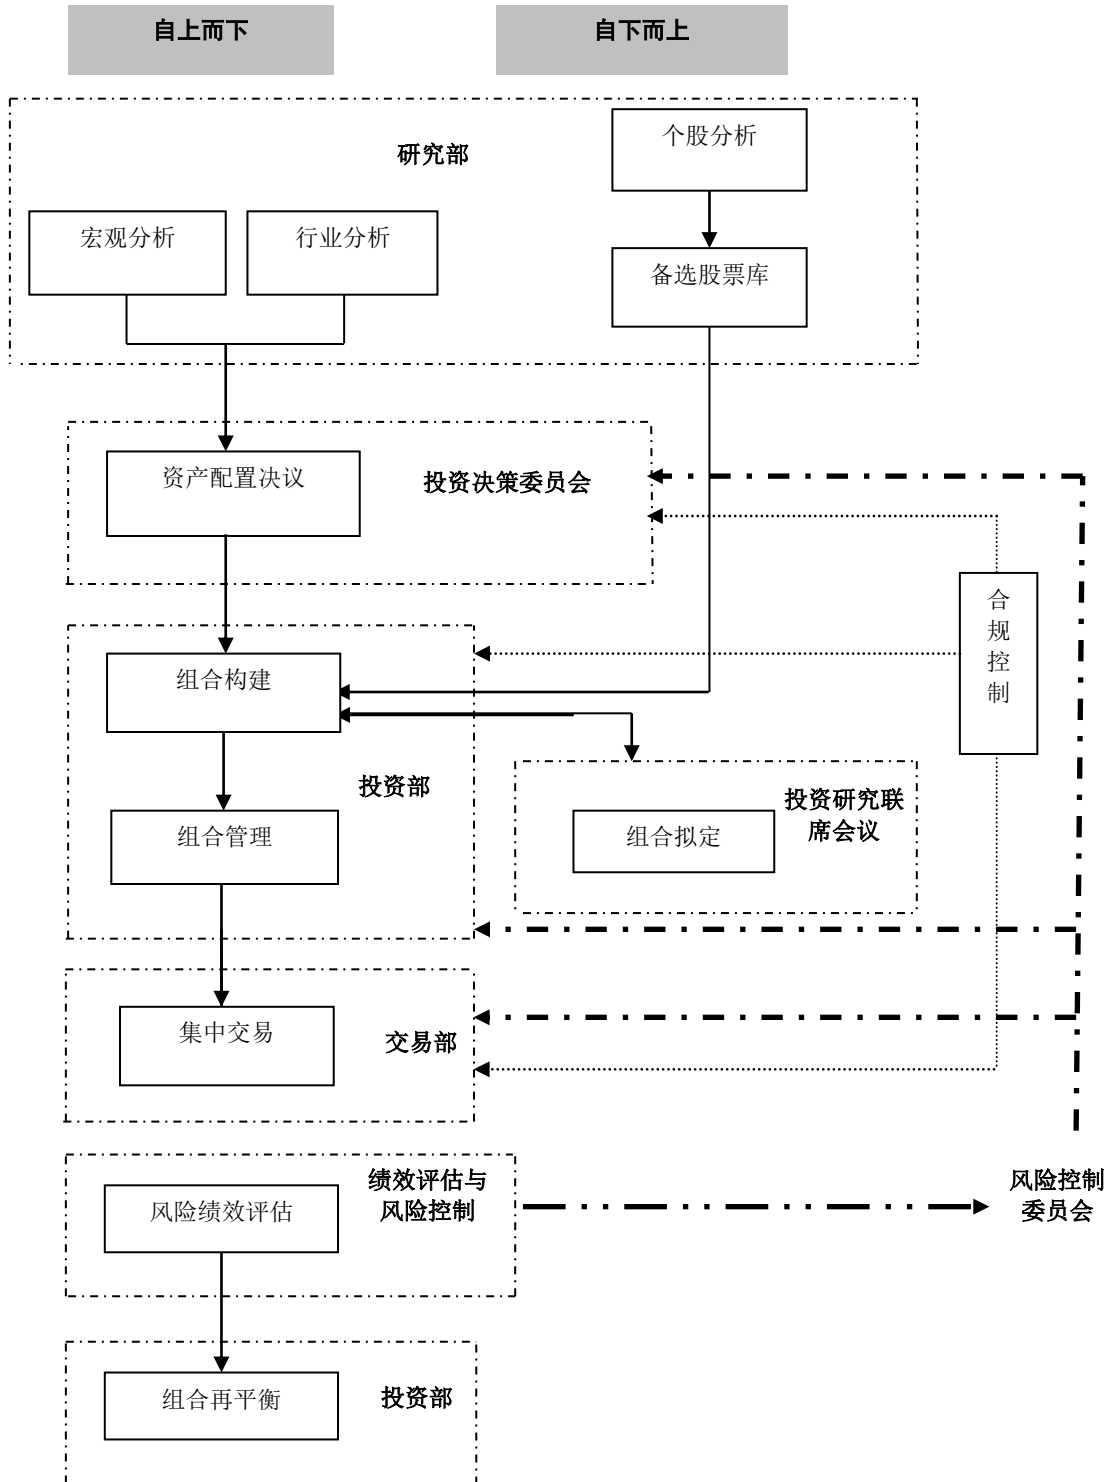 自上而下
自下而上
研究部
个股分析
宏观分析
行业分析
备选股票库
资产配置决议
投资决策委员会
合
规
控
制
组合构建
投资部
投资研究联
席会议
组合管理
组合拟定
集中交易
交易部
绩效评估与
风险控制
风险绩效评估
风险控制
委员会
组合再平衡
投资部